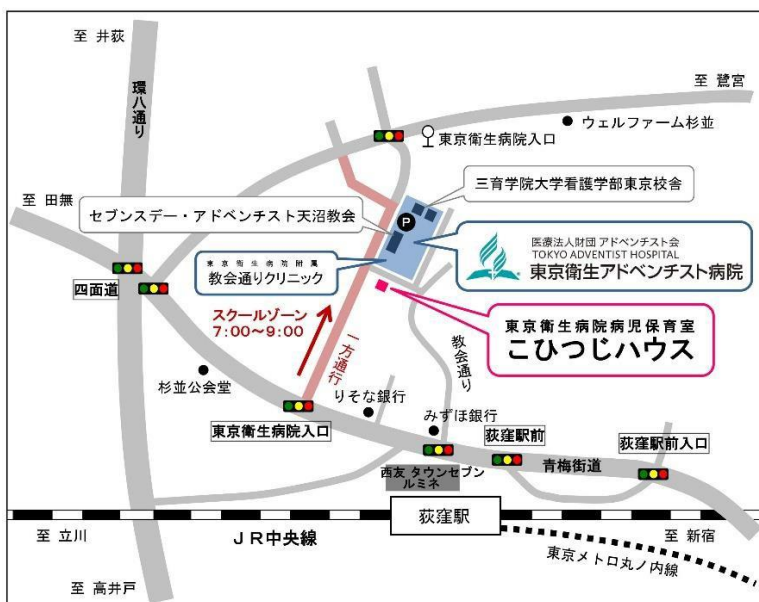 至 井荻
環八通り
至 鷺宮
ウェルファーム杉並
東京衛生病院入口
至 田無
三育学院大学看護学部東京校舎
セブンスデー・アドベンチスト天沼教会
P
医療法人財団 アドベンチスト会
TOKYO ADVENTIST HOSPITAL
東京衛生アドベンチスト病院
東京衛生病院附属
教会通りクリニック
四面道
スクールゾーン
7:00~9:00
一方通行
教会通り
東京衛生病院病児保育室
こひつじハウス
杉並公会堂
りそな銀行
東京衛生病院入口
みずほ銀行
荻窪駅前
荻窪駅前入口
青梅街道
西友 タウンセブン
ルミネ
荻窪駅
至 立川
JR中央線
至 新宿
東京メトロ丸ノ内線
至 高井戸